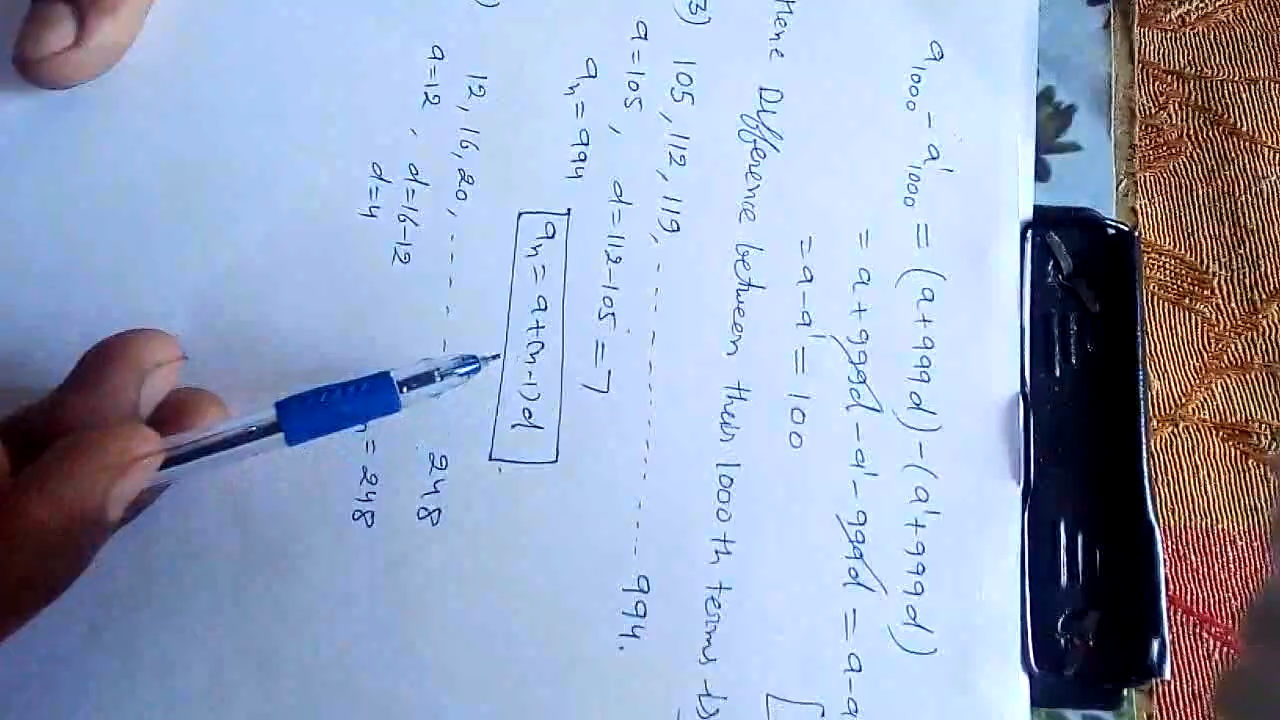 a₁₀₀₀ - a'₁₀₀₀ = (a+999d) - (a'+999d)
= a+999d - a' - 999d = a-a
= a-a' = 100
Hence Difference between their 1000th terms is
3) 105, 112, 119, ---------- 994.
a=105, d=112-105=7
aₙ=994
aₙ = a+(n-1)d
) 12, 16, 20, ----- 248
a=12, d=16-12
d=4
= 248